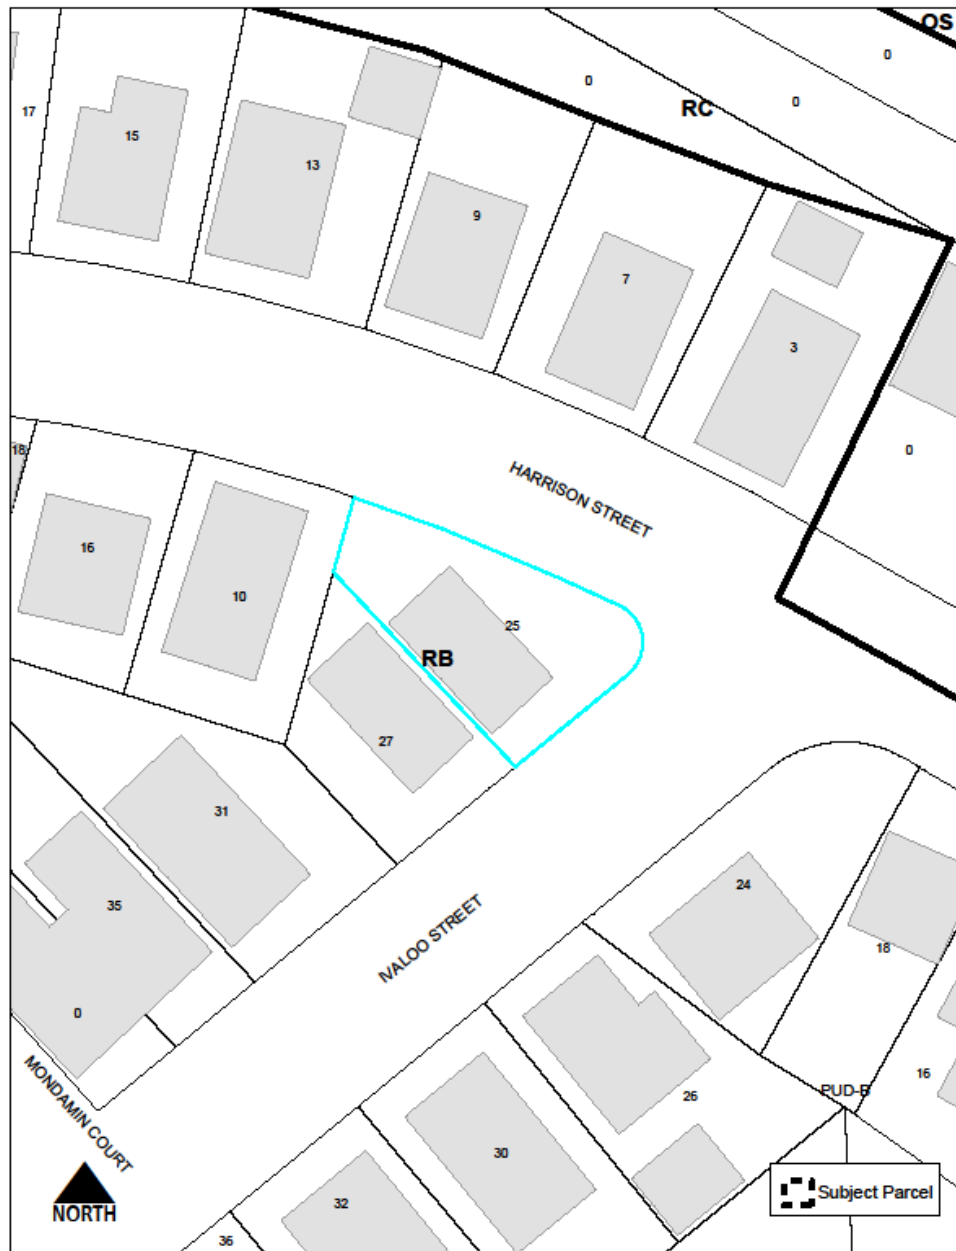 OS
0
0
RC
0
17
15
13
9
7
3
0
18
HARRISON STREET
16
10
25
RB
27
31
24
35
IVALOO STREET
18
0
16
26
PUD-B
MONDAMIN COURT
30
Subject Parcel
32
NORTH
36